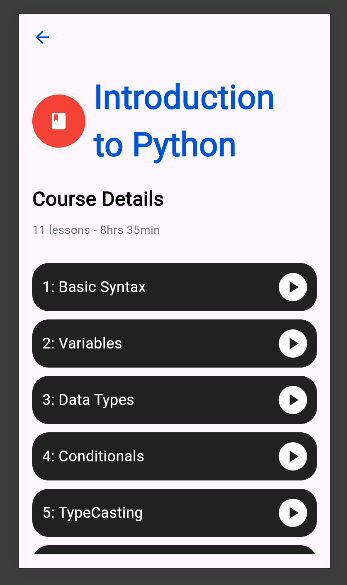 Introduction
to Python
Course Details
11 lessons - 8hrs 35min
1: Basic Syntax
2: Variables
3: Data Types
4: Conditionals
5: TypeCasting